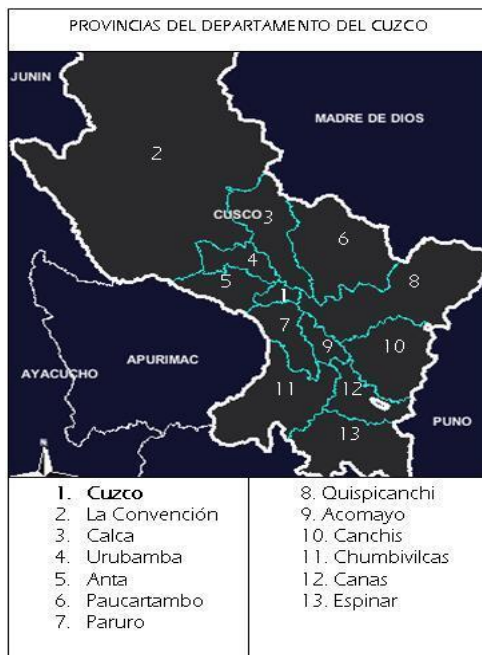 PROVINCIAS DEL DEPARTAMENTO DEL CUZCO
JUNIN
MADRE DE DIOS
2
CUSCO
3
6
4
5
8
1
7
9
10
APURIMAC
AYACUCHO
11
12
PUNO
13
N
1. Cuzco
2. La Convención
3. Calca
4. Urubamba
5. Anta
6. Paucartambo
7. Paruro
8. Quispicanchi
9. Acomayo
10. Canchis
11. Chumbivilcas
12. Canas
13. Espinar